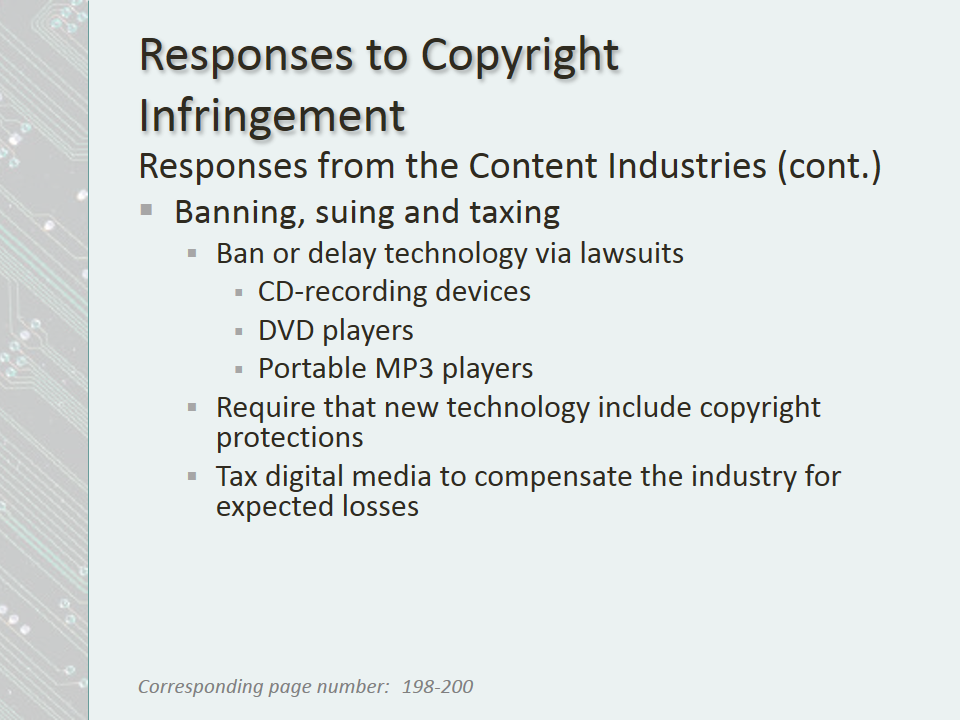 Responses to Copyright
Infringement
Responses from the Content Industries (cont.)
Banning, suing and taxing
Ban or delay technology via lawsuits
CD-recording devices
DVD players
Portable MP3 players
Require that new technology include copyright
protections
Tax digital media to compensate the industry for
expected losses
Corresponding page number: 198-200